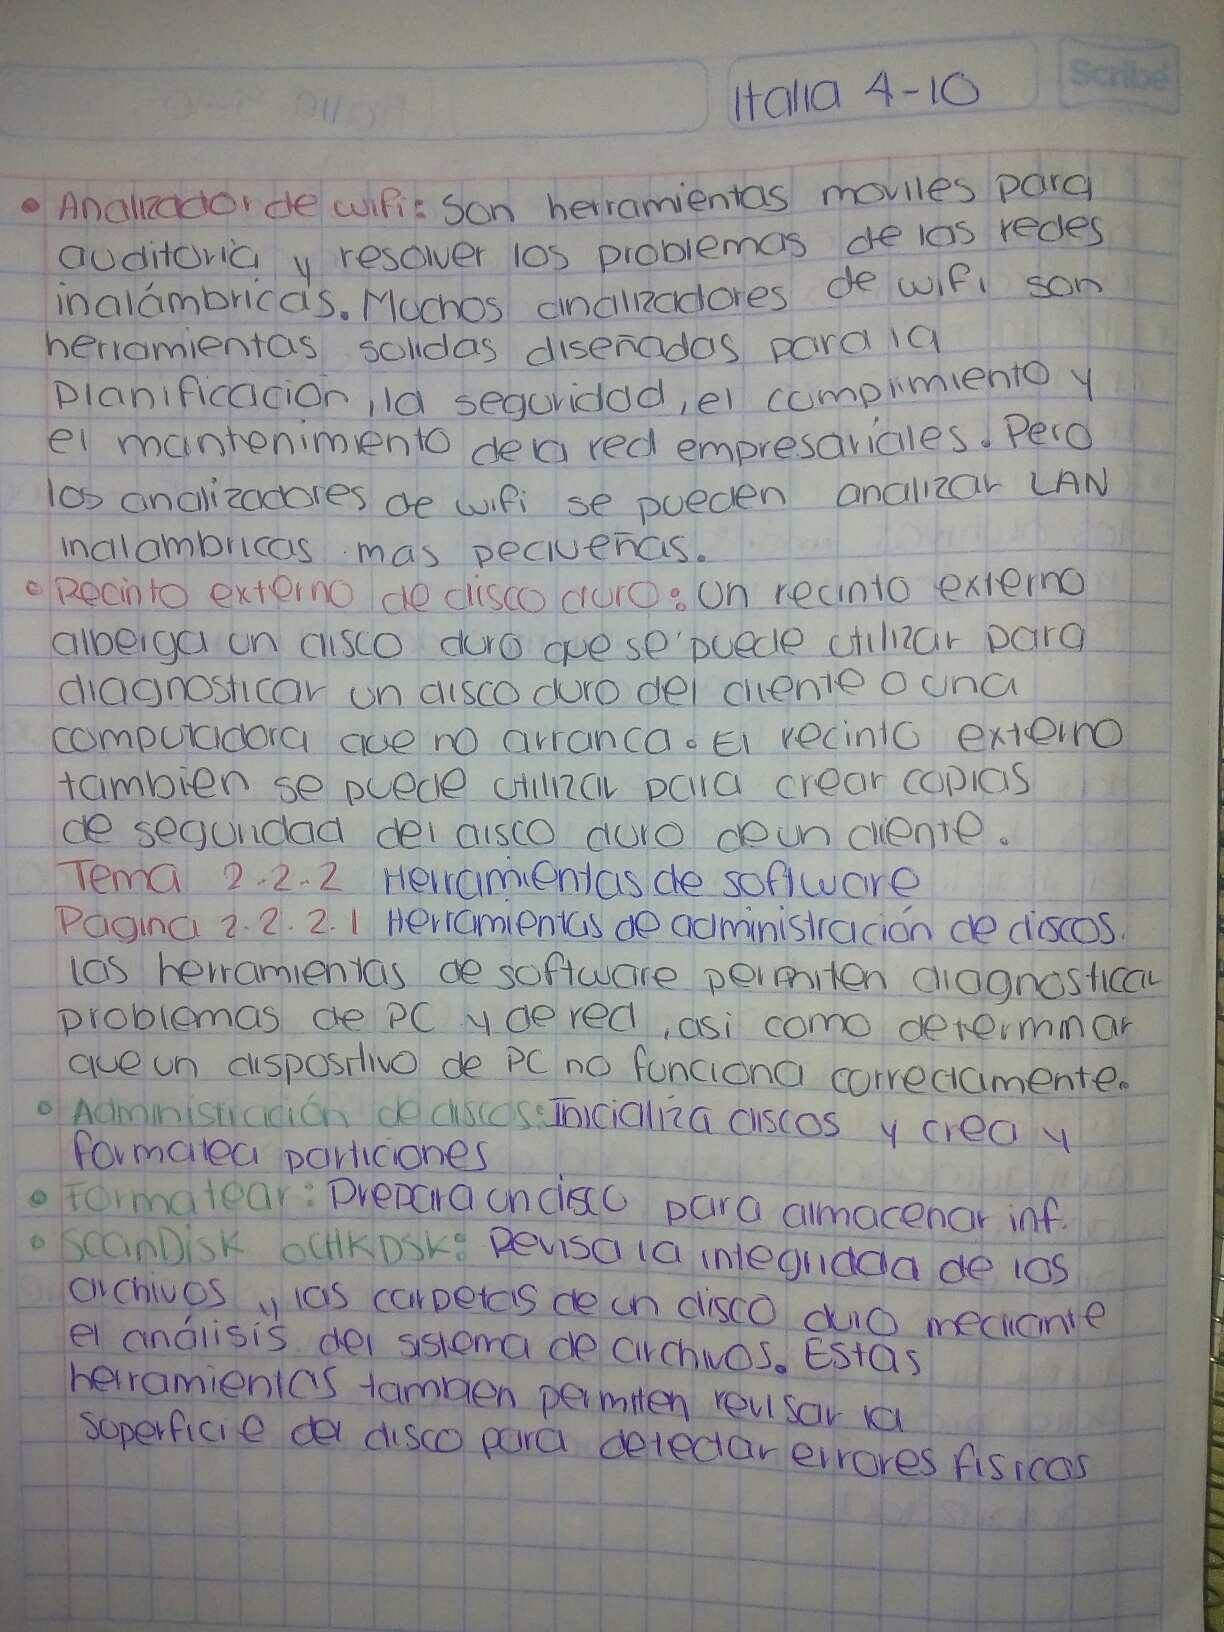 Scribe
Italia 4-10
• Analizador de wifi: Son herramientas moviles para
auditoria y resolver los problemas de las redes
inalámbricas. Muchos analizadores de wifi son
herramientas solidas diseñadas para la
planificación, la seguridad, el cumplimiento y
el mantenimiento de la red empresariales. Pero
los analizadores de wifi se pueden analizar LAN
inalambricas mas pequeñas.
• Recinto externo de disco duro: Un recinto externo
alberga un disco duro que se puede utilizar para
diagnosticar un disco duro del cliente o una
computadora que no arranca. El recinto externo
tambien se puede utilizar para crear copias
de seguridad del disco duro de un cliente.
Tema 2.2.2 Herramientas de software
Página 2.2.2.1 Herramientas de administración de discos.
las herramientas de software permiten diagnosticar
problemas de PC y de red, asi como determinar
que un dispositivo de PC no funciona correctamente.
• Administración de discos: Inicializa discos y crea y
formatea particiones
• Formatear: Prepara un disco para almacenar inf.
• ScanDisk o CHKDSK: Revisa la integridada de los
archivos y las carpetas de un disco duro mediante
el análisis del sistema de archivos. Estas
herramientas tambien permiten revisar la
superficie del disco para detectar errores fisicos